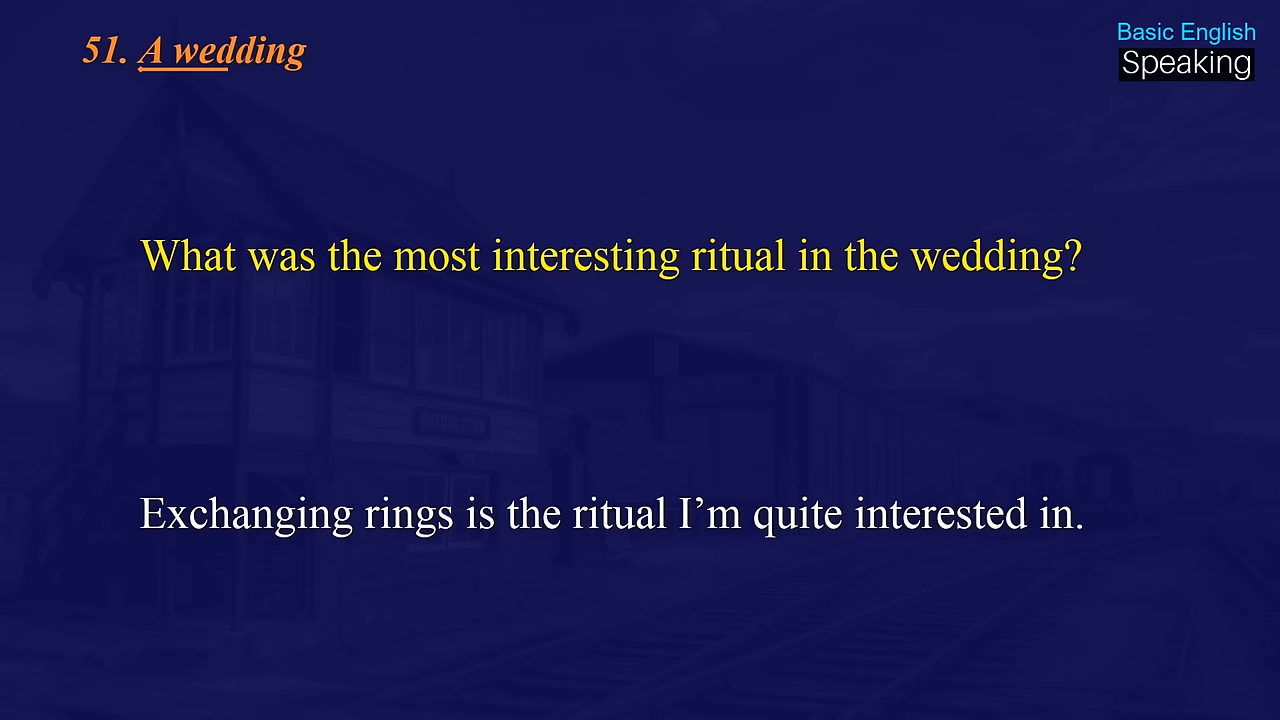 51. A wedding
Basic English
Speaking
What was the most interesting ritual in the wedding?
Exchanging rings is the ritual I’m quite interested in.